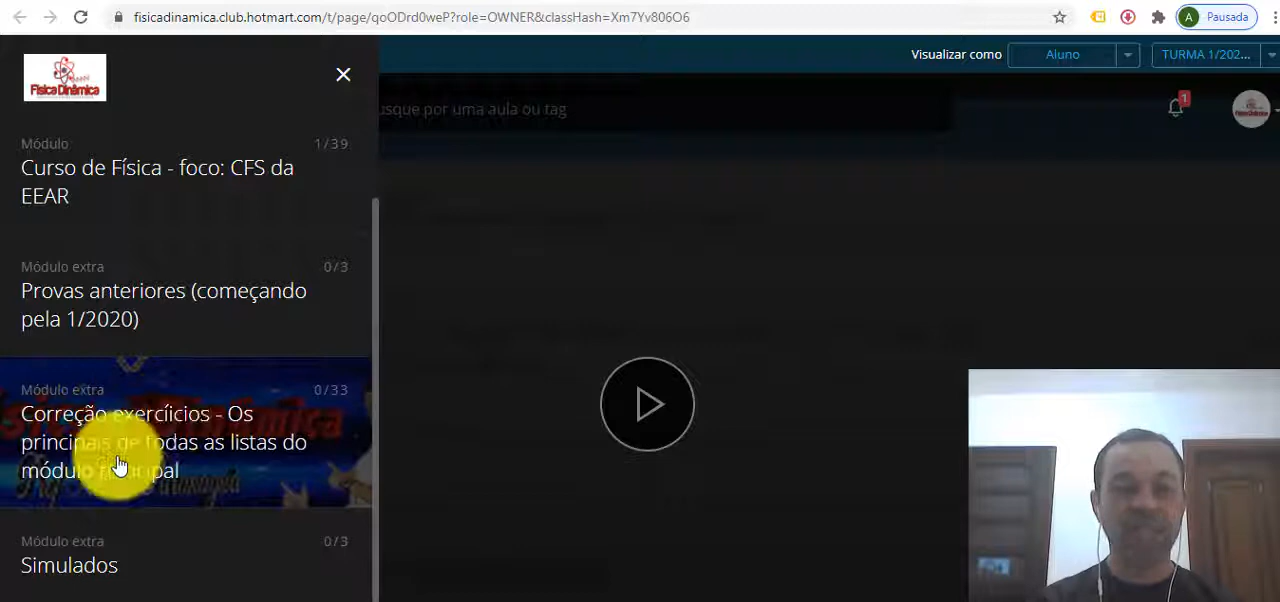 fisicadinamica.club.hotmart.com/t/page/qoODrd0weP?role=OWNER&classHash=Xm7Yv806O6
A
Pausada
Visualizar como
Aluno
TURMA 1/202...
Física Dinâmica
usque por uma aula ou tag
1
Módulo
1/39
Curso de Física - foco: CFS da
EEAR
Módulo extra
0/3
Provas anteriores (começando
pela 1/2020)
Módulo extra
0/33
Correção exercíicios - Os
principais de todas as listas do
módulo principal
Módulo extra
0/3
Simulados